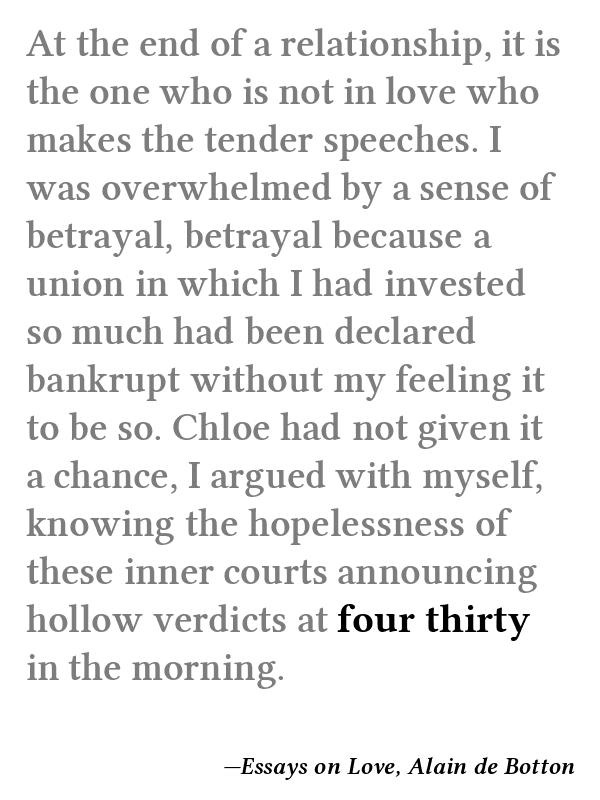 At the end of a relationship, it is
the one who is not in love who
makes the tender speeches. I
was overwhelmed by a sense of
betrayal, betrayal because a
union in which I had invested
so much had been declared
bankrupt without my feeling it
to be so. Chloe had not given it
a chance, I argued with myself,
knowing the hopelessness of
these inner courts announcing
hollow verdicts at four thirty
in the morning.
—Essays on Love, Alain de Botton